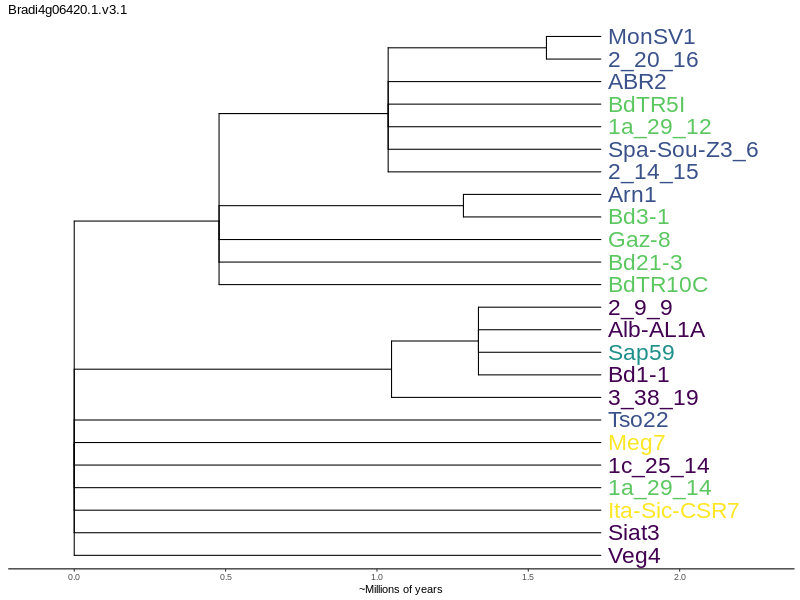 Bradi4g06420.1.v3.1
MonSV1
2_20_16
ABR2
BdTR5I
1a_29_12
Spa-Sou-Z3_6
2_14_15
Arn1
Bd3-1
Gaz-8
Bd21-3
BdTR10C
2_9_9
Alb-AL1A
Sap59
Bd1-1
3_38_19
Tso22
Meg7
1c_25_14
1a_29_14
Ita-Sic-CSR7
Siat3
Veg4
0.0 0.5 1.0 1.5 2.0
~Millions of years